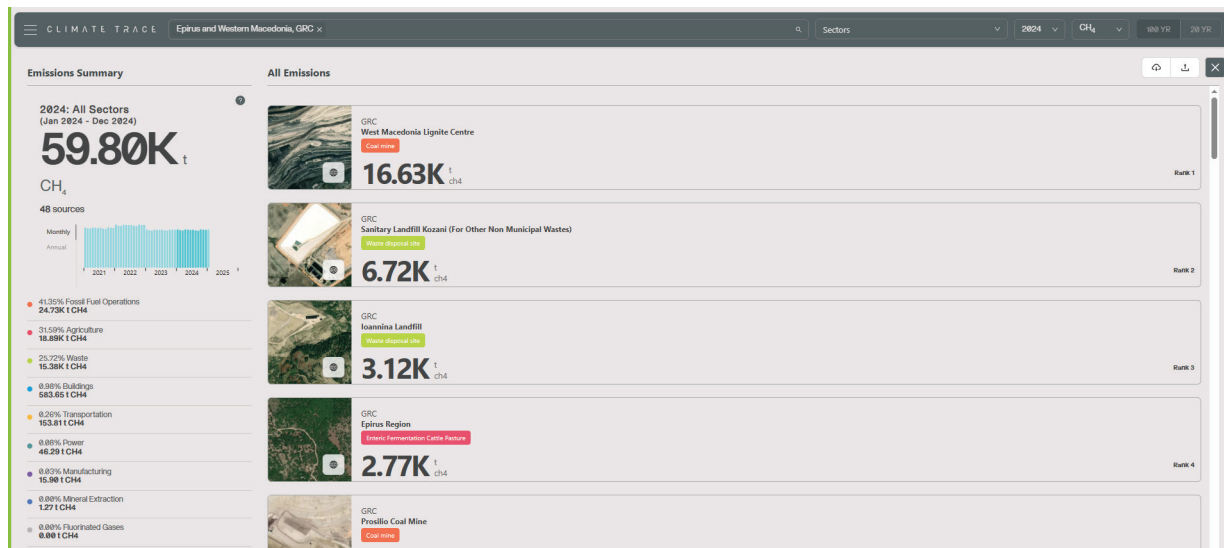 CLIMATE TRACE
Epirus and Western Macedonia, GRC ×
Sectors
2024
CH₄
100 YR
20 YR
Emissions Summary
2024: All Sectors
(Jan 2024 - Dec 2024)
59.80K t
CH₄
48 sources
Monthly
Annual
2021 2022 2023 2024 2025
41.35% Fossil Fuel Operations
24.73K t CH4
31.59% Agriculture
18.89K t CH4
25.72% Waste
15.38K t CH4
0.98% Buildings
583.65 t CH4
0.26% Transportation
153.81 t CH4
0.08% Power
46.29 t CH4
0.03% Manufacturing
15.90 t CH4
0.00% Mineral Extraction
1.27 t CH4
0.00% Fluorinated Gases
0.00 t CH4
All Emissions
GRC
West Macedonia Lignite Centre
Coal mine
16.63K t ch4
Rank 1
GRC
Sanitary Landfill Kozani (For Other Non Municipal Wastes)
Waste disposal site
6.72K t ch4
Rank 2
GRC
Ioannina Landfill
Waste disposal site
3.12K t ch4
Rank 3
GRC
Epirus Region
Enteric Fermentation Cattle Pasture
2.77K t ch4
Rank 4
GRC
Prosilio Coal Mine
Coal mine